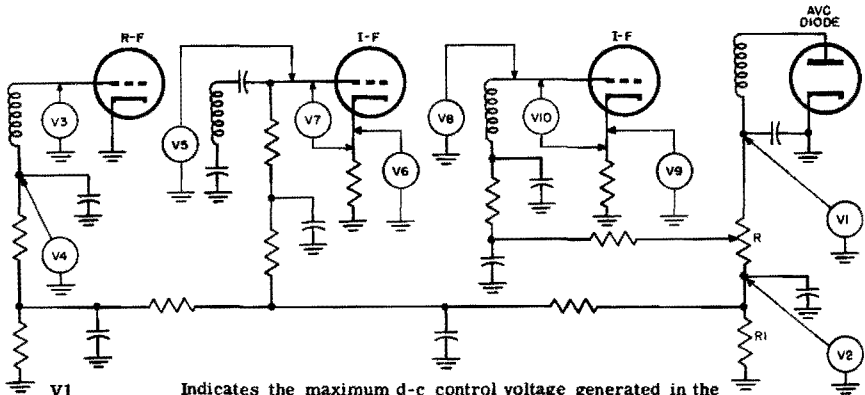 AVC
DIODE
R-F
I-F
I-F
V3
V5
V7
V6
V8
V10
V9
V4
V1
R
V2
R1
V1 Indicates the maximum d-c control voltage generated in the